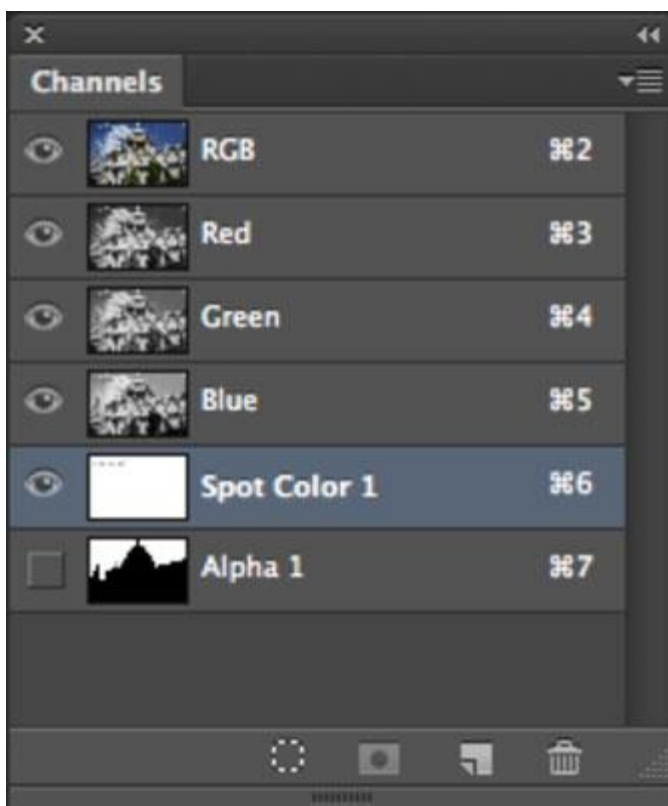 Channels
RGB ⌘2
Red ⌘3
Green ⌘4
Blue ⌘5
Spot Color 1 ⌘6
Alpha 1 ⌘7